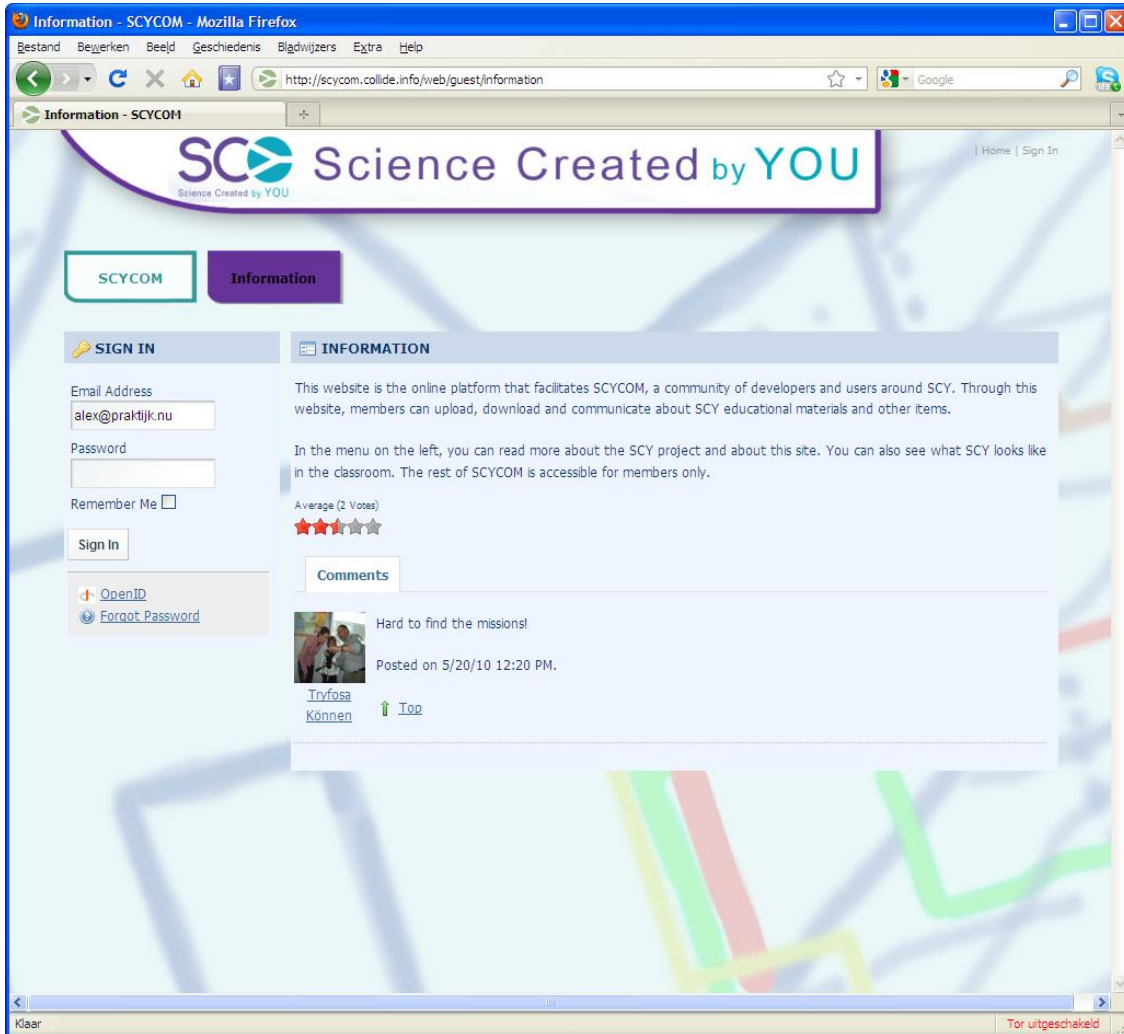 Information - SCYCOM - Mozilla Firefox
Bestand Bewerken Beeld Geschiedenis Bladwijzers Extra Help
http://scycom.collide.info/web/guest/information
Google
Information - SCYCOM
SC
Science Created by YOU
Science Created by YOU
| Home | Sign In
SCYCOM
Information
SIGN IN
Email Address
alex@praktijk.nu
Password
Remember Me
Sign In
OpenID
Forgot Password
INFORMATION
This website is the online platform that facilitates SCYCOM, a community of developers and users around SCY. Through this
website, members can upload, download and communicate about SCY educational materials and other items.
In the menu on the left, you can read more about the SCY project and about this site. You can also see what SCY looks like
in the classroom. The rest of SCYCOM is accessible for members only.
Average (2 Votes)
Comments
Hard to find the missions!
Posted on 5/20/10 12:20 PM.
Tryfosa
Können
Top
Klaar
Tor uitgeschakeld